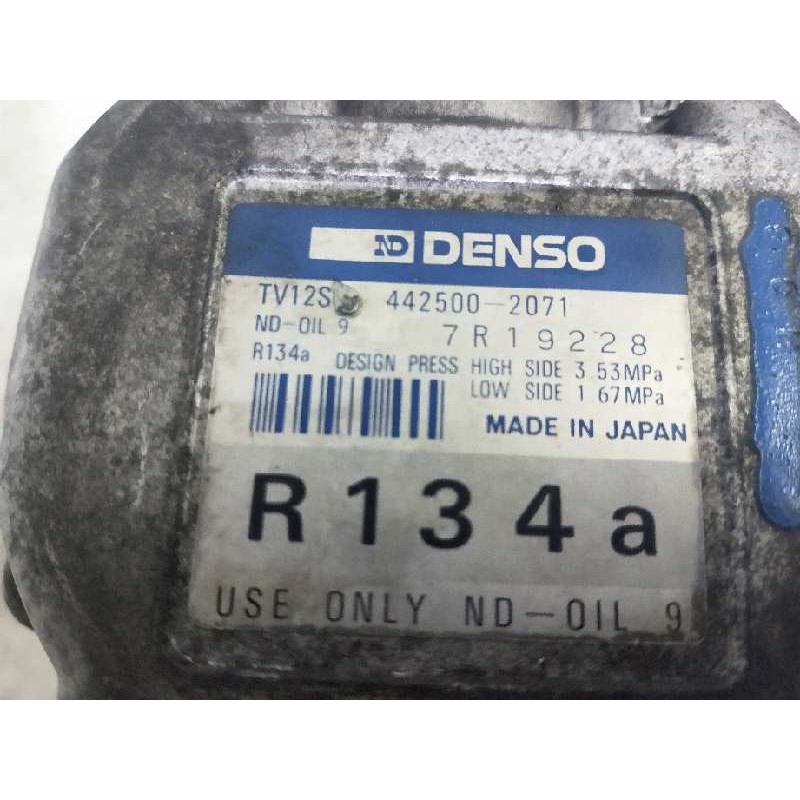 ND DENSO
TV12S 442500-2071
ND-OIL 9 7R19228
R134a DESIGN PRESS HIGH SIDE 3.53MPa
LOW SIDE 1.67MPa
MADE IN JAPAN
R134a
USE ONLY ND-OIL 9